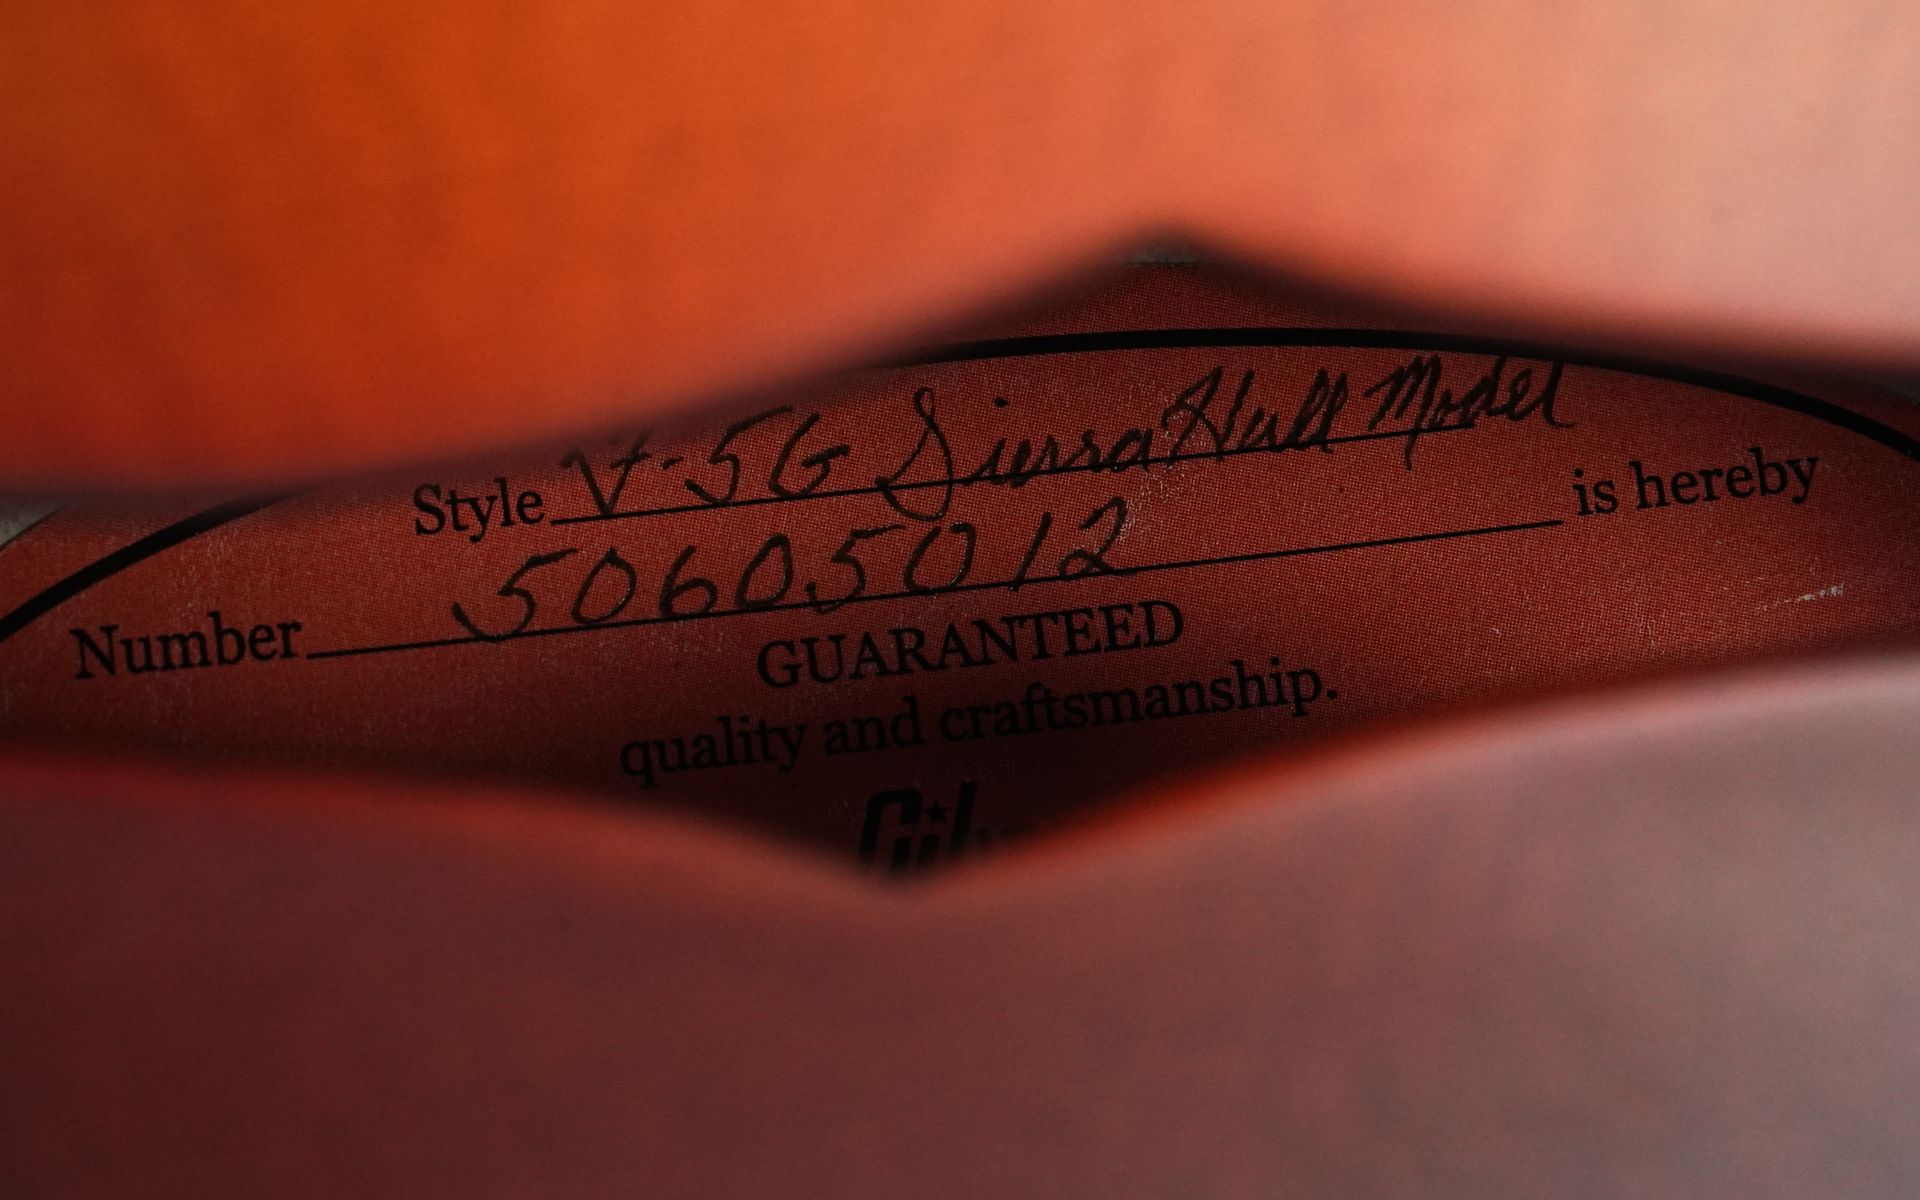 Style V-5G Sierra Hull Model
Number 50605012 is hereby
GUARANTEED
quality and craftsmanship.